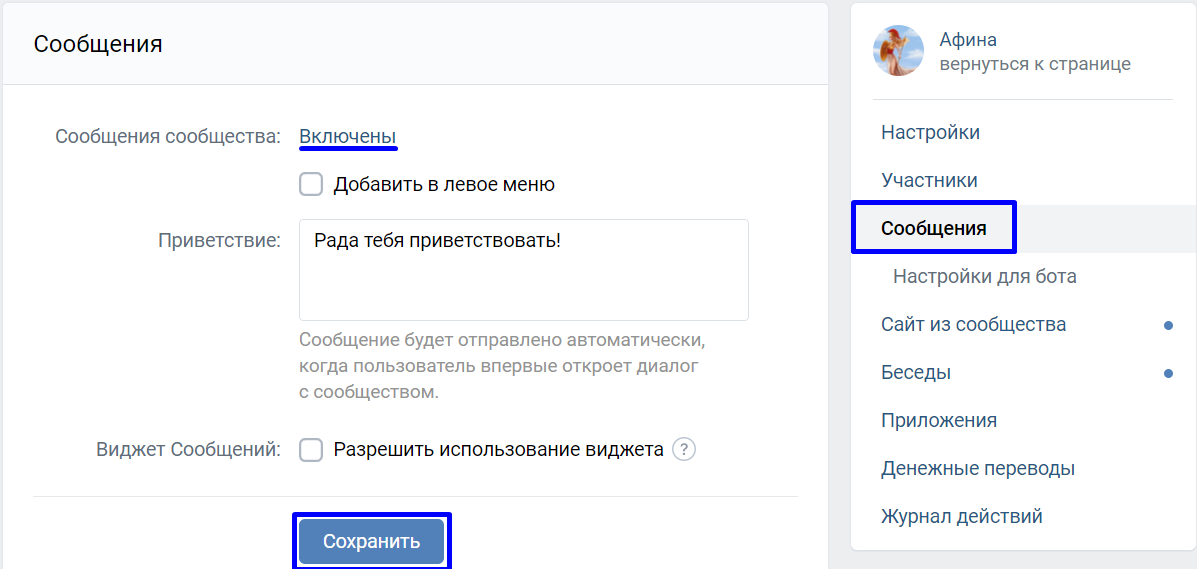 Сообщения
Сообщения сообщества: Включены
Добавить в левое меню
Приветствие: Рада тебя приветствовать!
Сообщение будет отправлено автоматически,
когда пользователь впервые откроет диалог
с сообществом.
Виджет Сообщений: Разрешить использование виджета ?
Сохранить
Афина
вернуться к странице
Настройки
Участники
Сообщения
Настройки для бота
Сайт из сообщества
Беседы
Приложения
Денежные переводы
Журнал действий